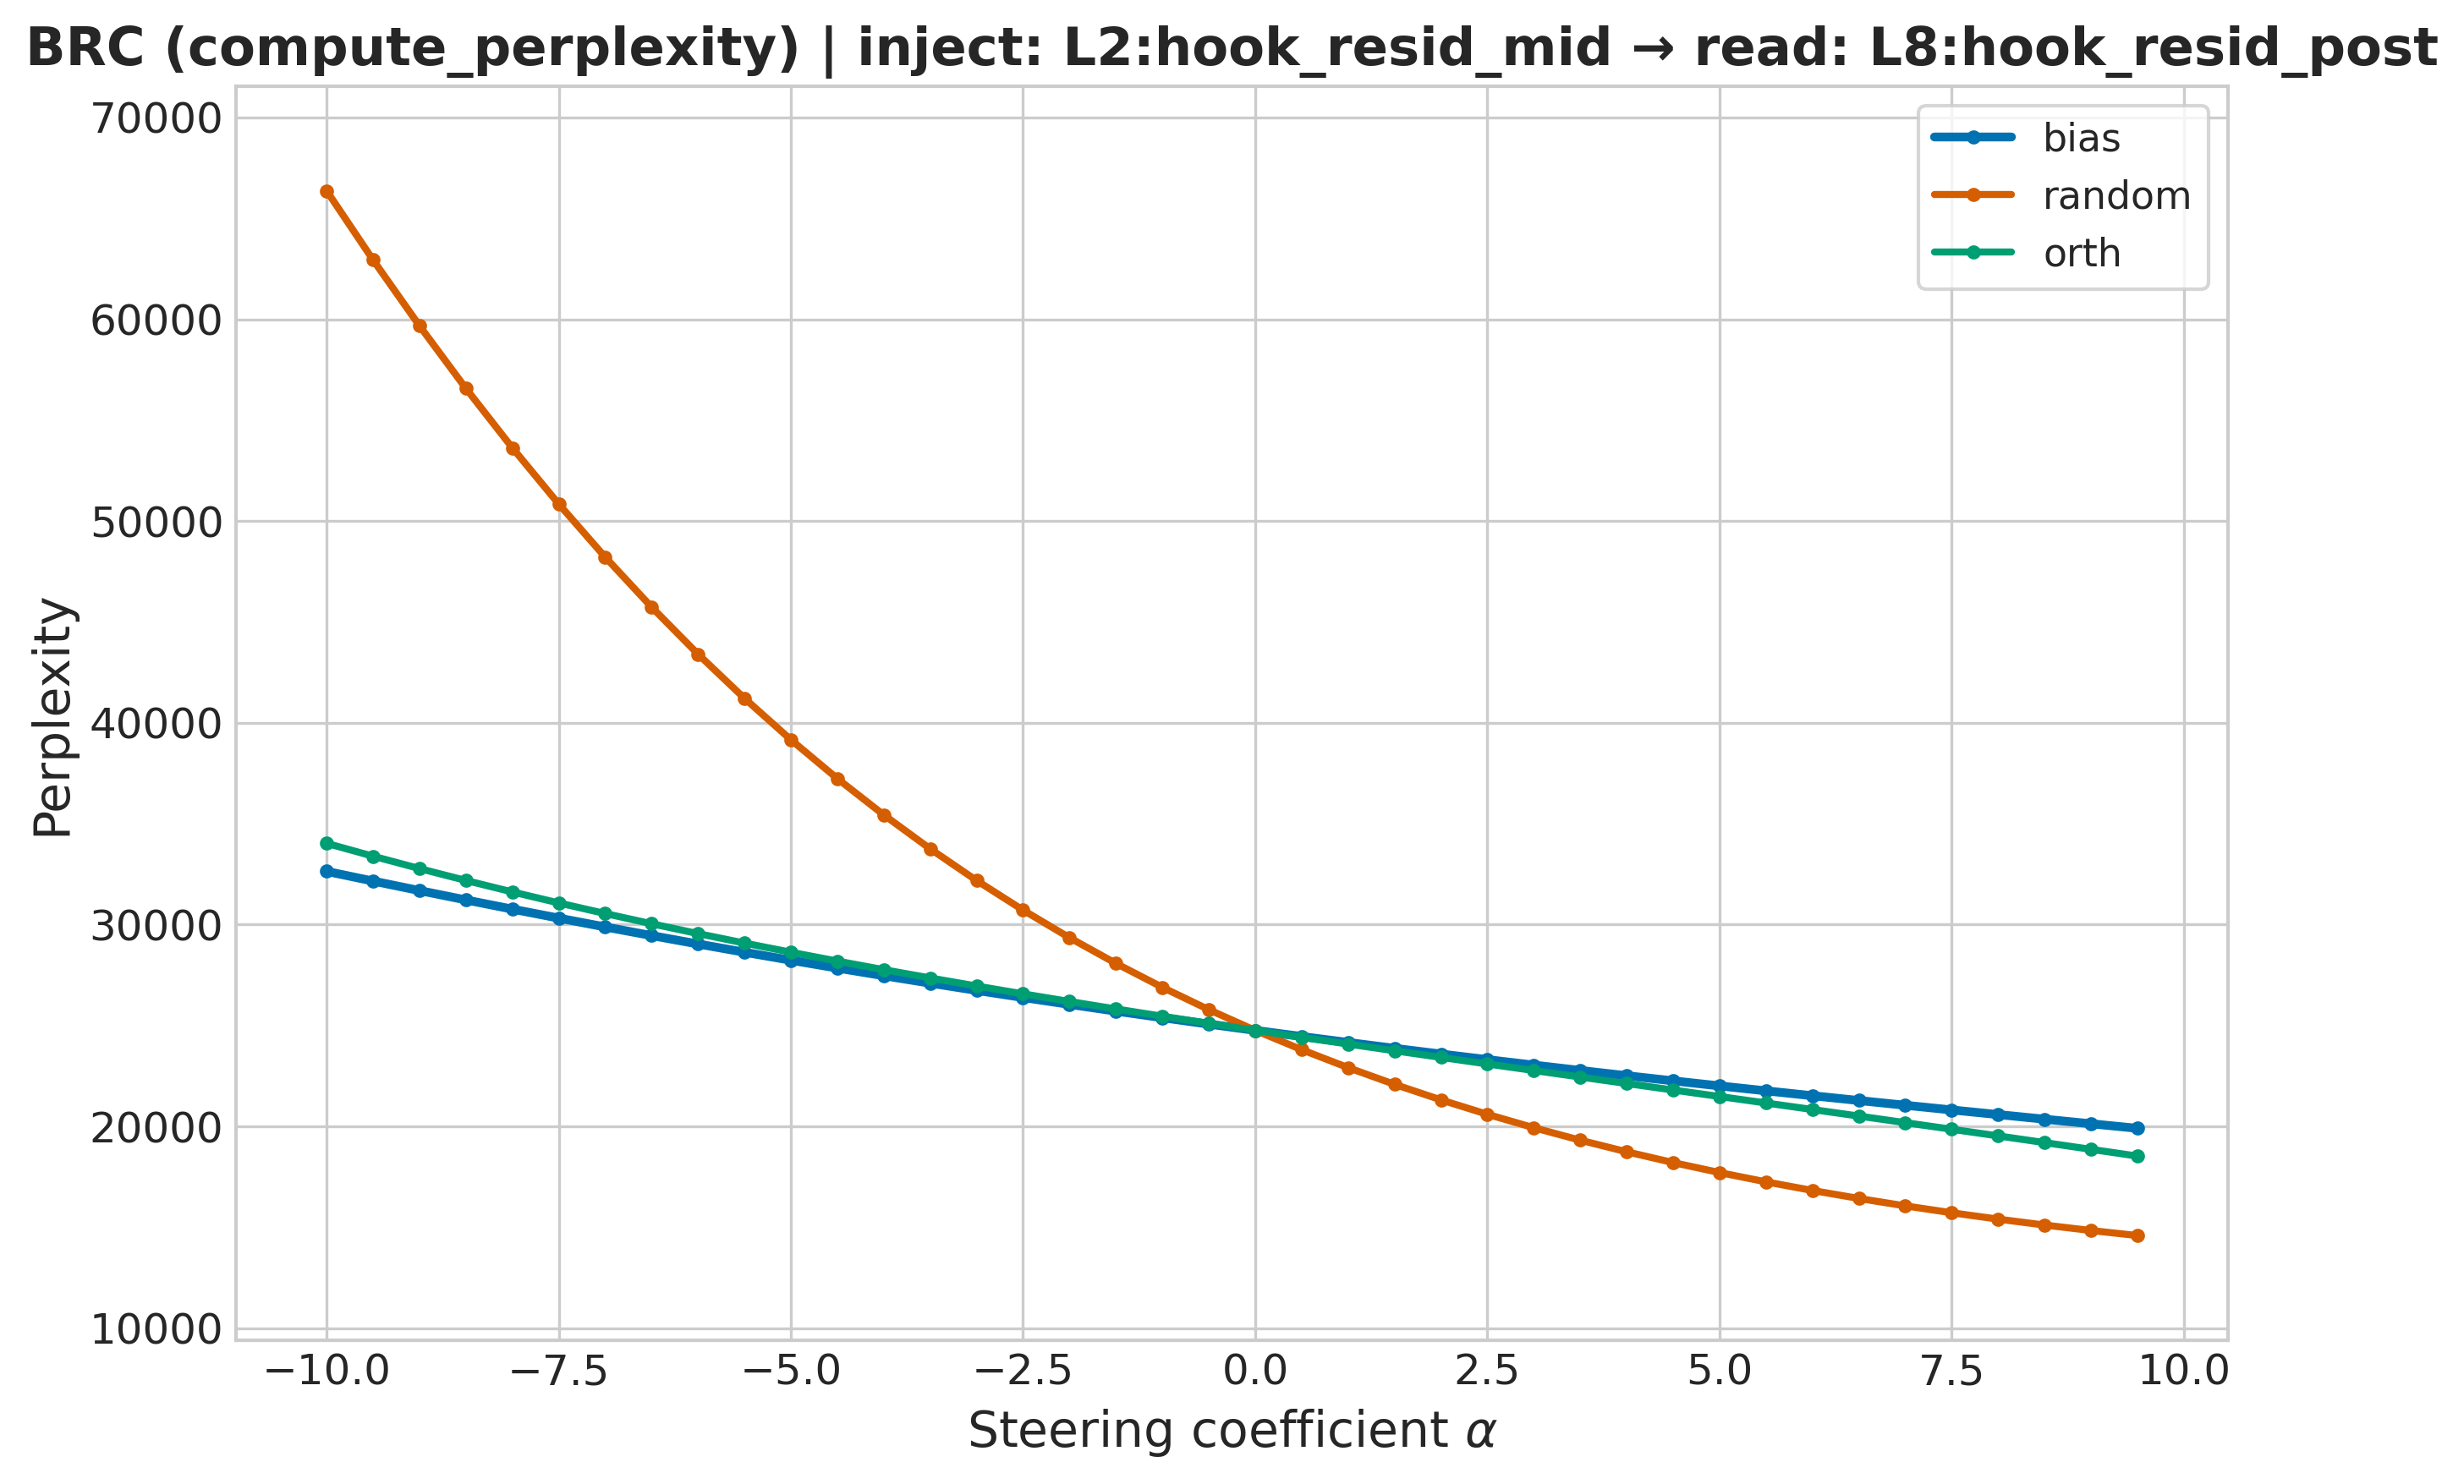 BRC (compute_perplexity) | inject: L2:hook_resid_mid → read: L8:hook_resid_post
70000
60000
50000
40000
30000
20000
10000
Perplexity
bias
random
orth
−10.0 −7.5 −5.0 −2.5 0.0 2.5 5.0 7.5 10.0
Steering coefficient α